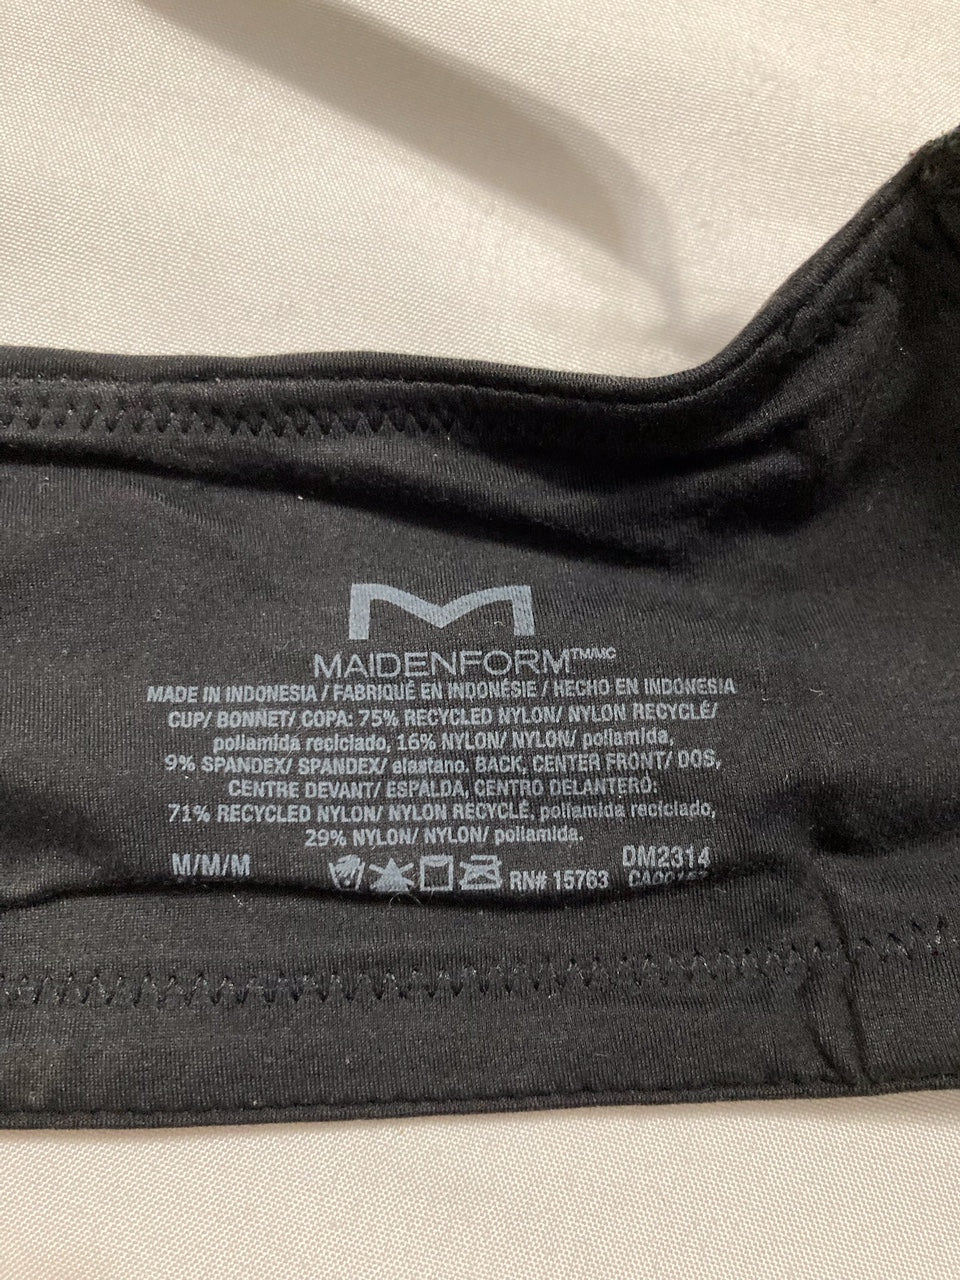 MAIDENFORM™/MC
MADE IN INDONESIA / FABRIQUÉ EN INDONÉSIE / HECHO EN INDONESIA
CUP/ BONNET/ COPA: 75% RECYCLED NYLON/ NYLON RECYCLÉ/
poliamida reciclado, 16% NYLON/ NYLON/ poliamida,
9% SPANDEX/ SPANDEX/ elastano. BACK, CENTER FRONT/ DOS,
CENTRE DEVANT/ ESPALDA, CENTRO DELANTERO:
71% RECYCLED NYLON/ NYLON RECYCLÉ, poliamida reciclado,
29% NYLON/ NYLON/ poliamida.
M/M/M
DM2314
RN# 15763